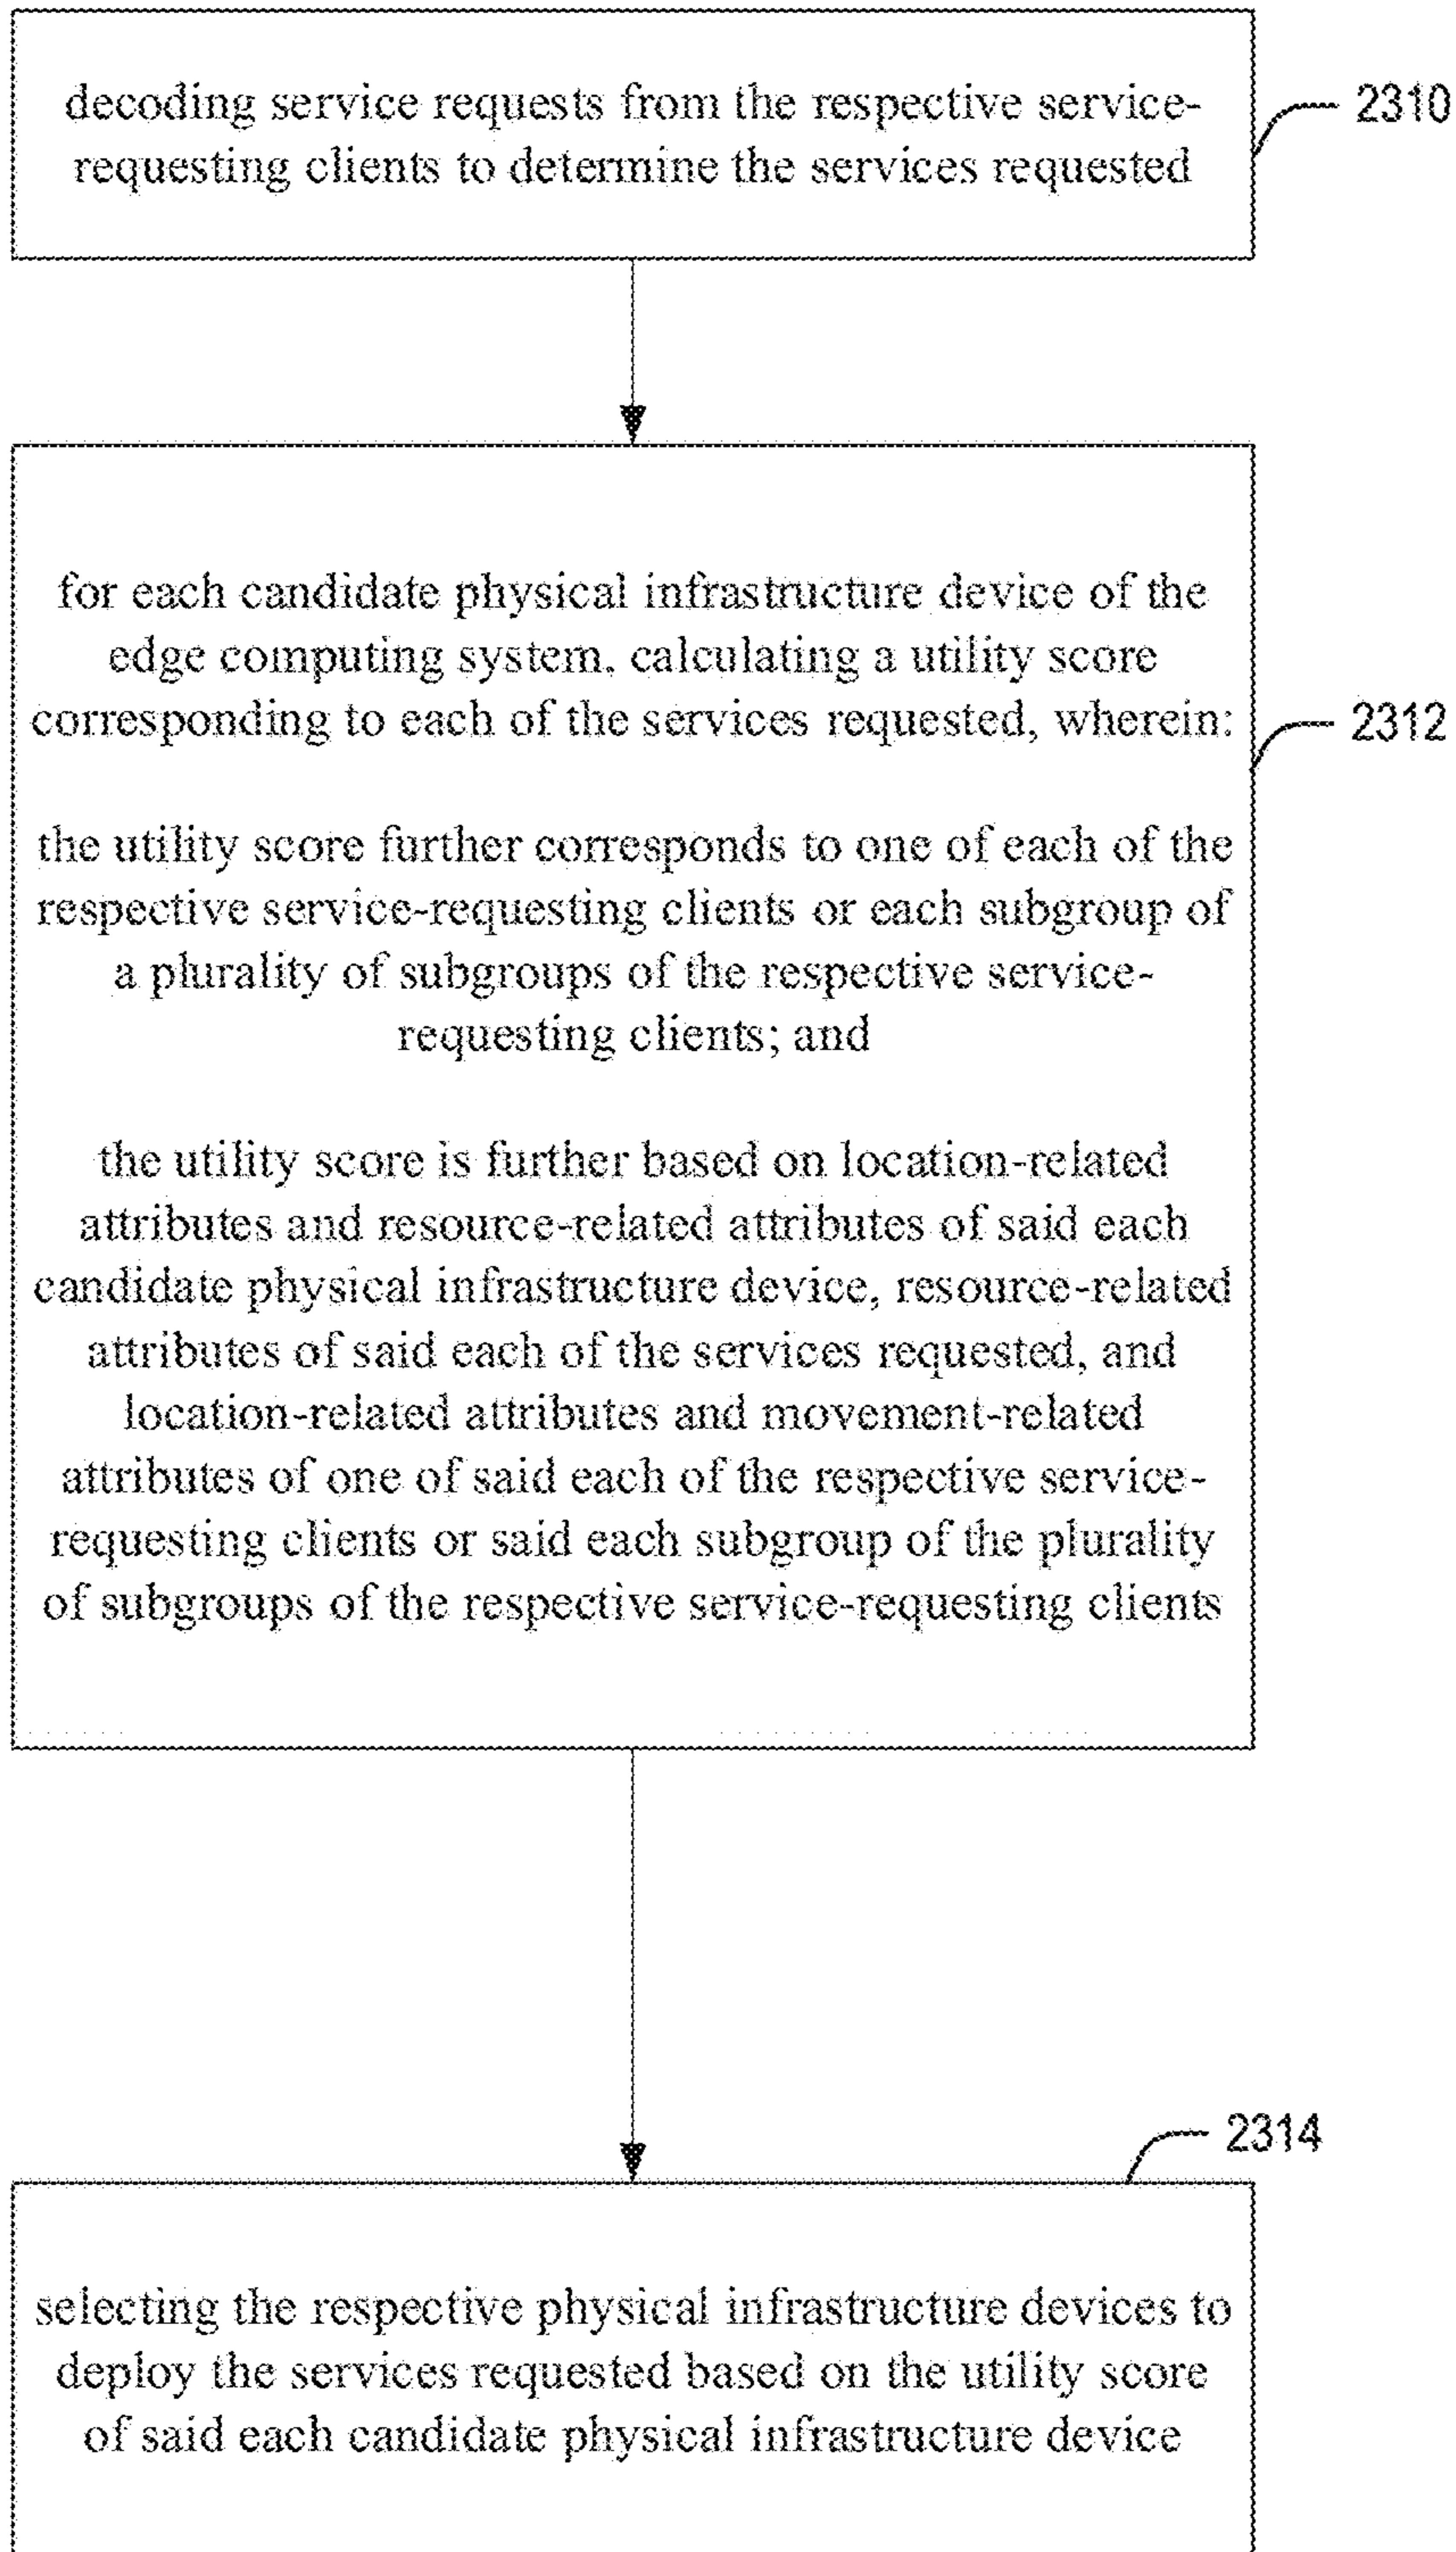 decoding service requests from the respective service-
requesting clients to determine the services requested
2310
for each candidate physical infrastructure device of the
edge computing system, calculating a utility score
corresponding to each of the services requested, wherein:
2312
the utility score further corresponds to one of each of the
respective service-requesting clients or each subgroup of
a plurality of subgroups of the respective service-
requesting clients; and
the utility score is further based on location-related
attributes and resource-related attributes of said each
candidate physical infrastructure device, resource-related
attributes of said each of the services requested, and
location-related attributes and movement-related
attributes of one of said each of the respective service-
requesting clients or said each subgroup of the plurality
of subgroups of the respective service-requesting clients
2314
selecting the respective physical infrastructure devices to
deploy the services requested based on the utility score
of said each candidate physical infrastructure device